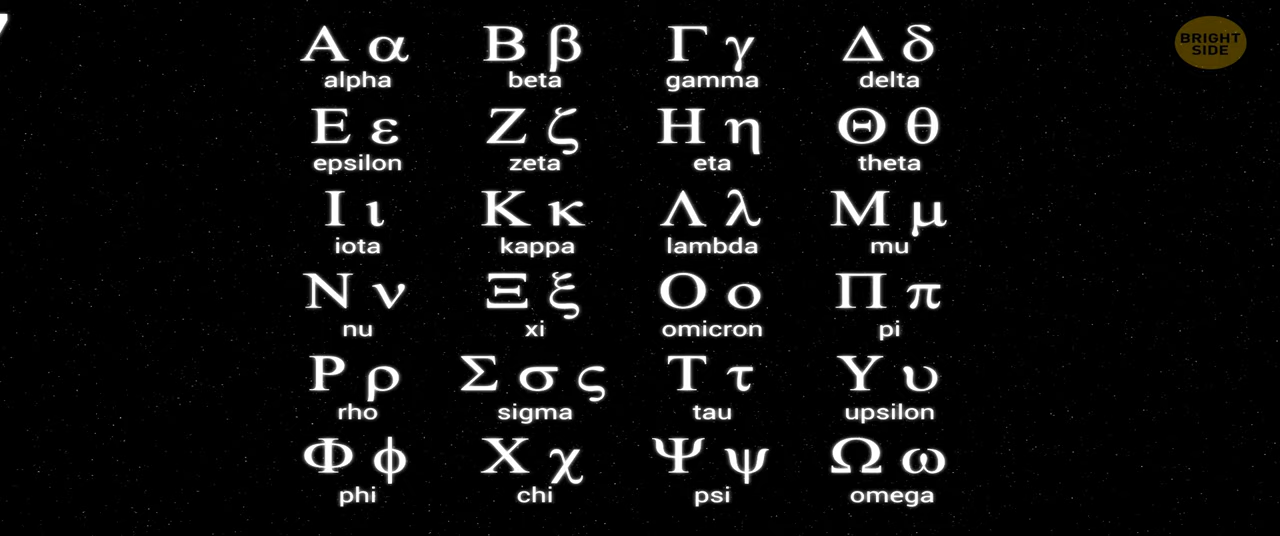 Α α Β β Γ γ Δ δ
alpha beta gamma delta
Ε ε Ζ ζ Η η Θ θ
epsilon zeta eta theta
Ι ι Κ κ Λ λ Μ μ
iota kappa lambda mu
Ν ν Ξ ξ Ο ο Π π
nu xi omicron pi
Ρ ρ Σ σ ς Τ τ Υ υ
rho sigma tau upsilon
Φ ϕ Χ χ Ψ ψ Ω ω
phi chi psi omega
BRIGHT
SIDE